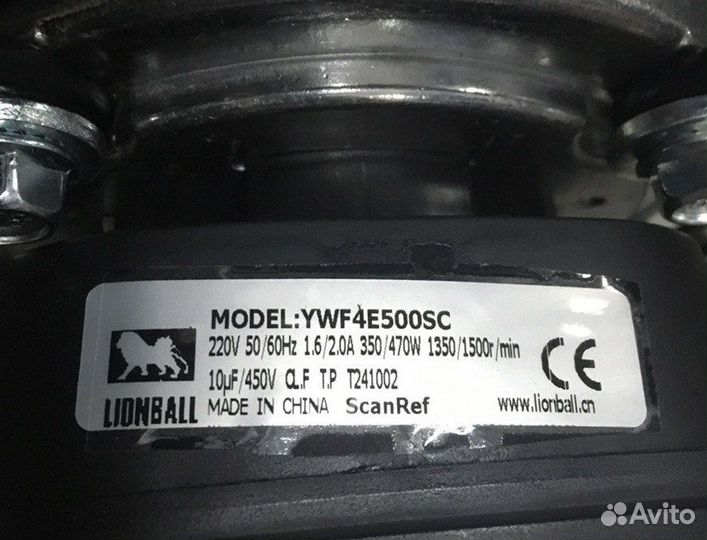 MODEL:YWF4E500SC
220V 50/60Hz 1.6/2.0A 350/470W 1350/1500r/min
10µF/450V CL.F T.P T241002
LIONBALL MADE IN CHINA ScanRef www.lionball.cn
CE
Avito